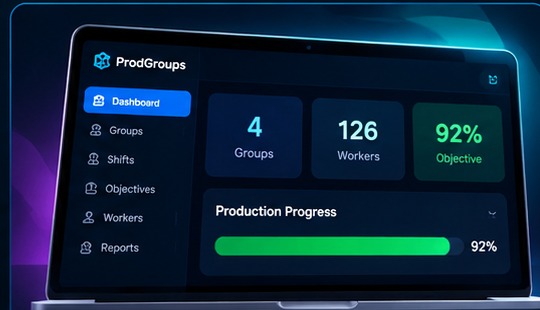 ProdGroups
Dashboard
Groups
Shifts
Objectives
Workers
Reports
4
Groups
126
Workers
92%
Objective
Production Progress
92%